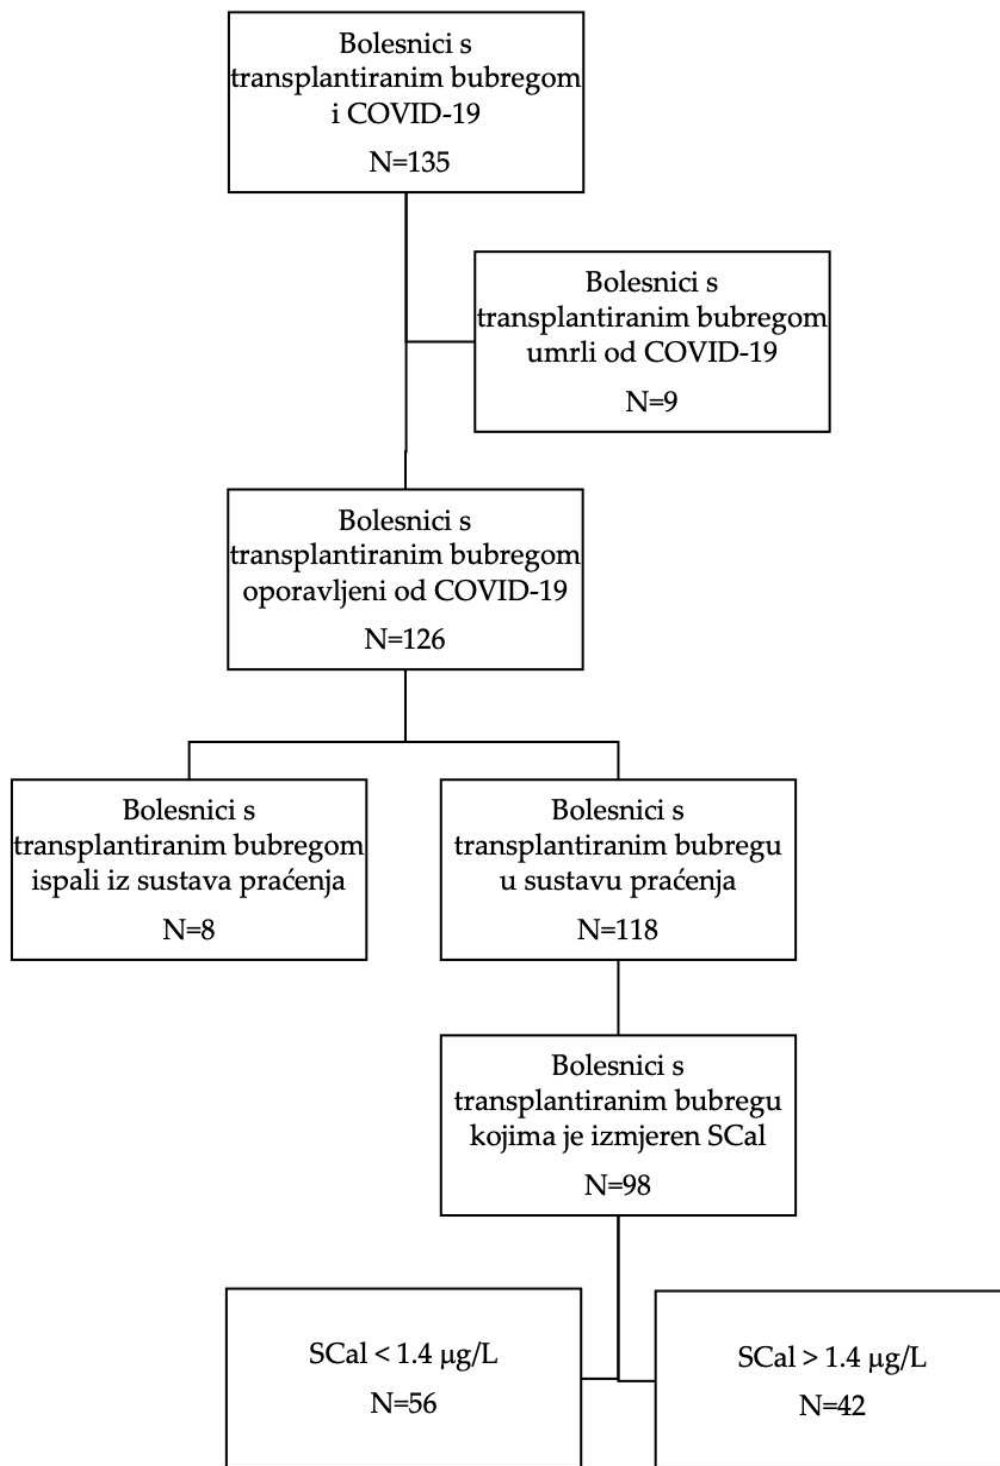 Bolesnici s
transplantiranim bubregom
i COVID-19
N=135
Bolesnici s
transplantiranim bubregom
umrli od COVID-19
N=9
Bolesnici s
transplantiranim bubregom
oporavljeni od COVID-19
N=126
Bolesnici s
transplantiranim bubregom
ispali iz sustava praćenja
N=8
Bolesnici s
transplantiranim bubregu
u sustavu praćenja
N=118
Bolesnici s
transplantiranim bubregu
kojima je izmjeren SCal
N=98
SCal < 1.4 µg/L
N=56
SCal > 1.4 µg/L
N=42